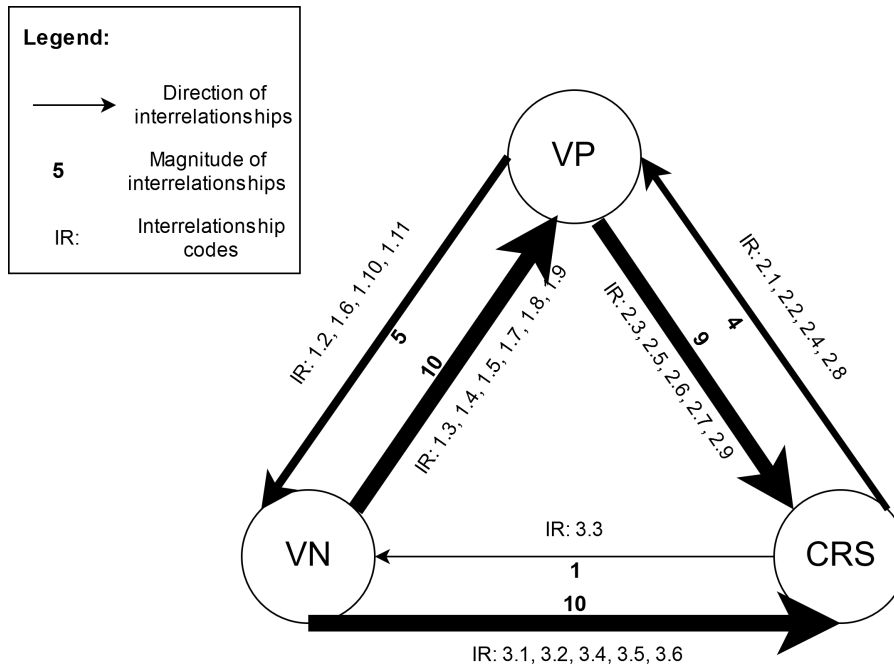 Legend:
Direction of
interrelationships
5
Magnitude of
interrelationships
IR:
Interrelationship
codes
VP
IR: 1.2, 1.6, 1.10, 1.11
5
10
IR: 1.3, 1.4, 1.5, 1.7, 1.8, 1.9
IR: 2.1, 2.2, 2.4, 2.8
4
9
IR: 2.3, 2.5, 2.6, 2.7, 2.9
VN
IR: 3.3
1
10
CRS
IR: 3.1, 3.2, 3.4, 3.5, 3.6